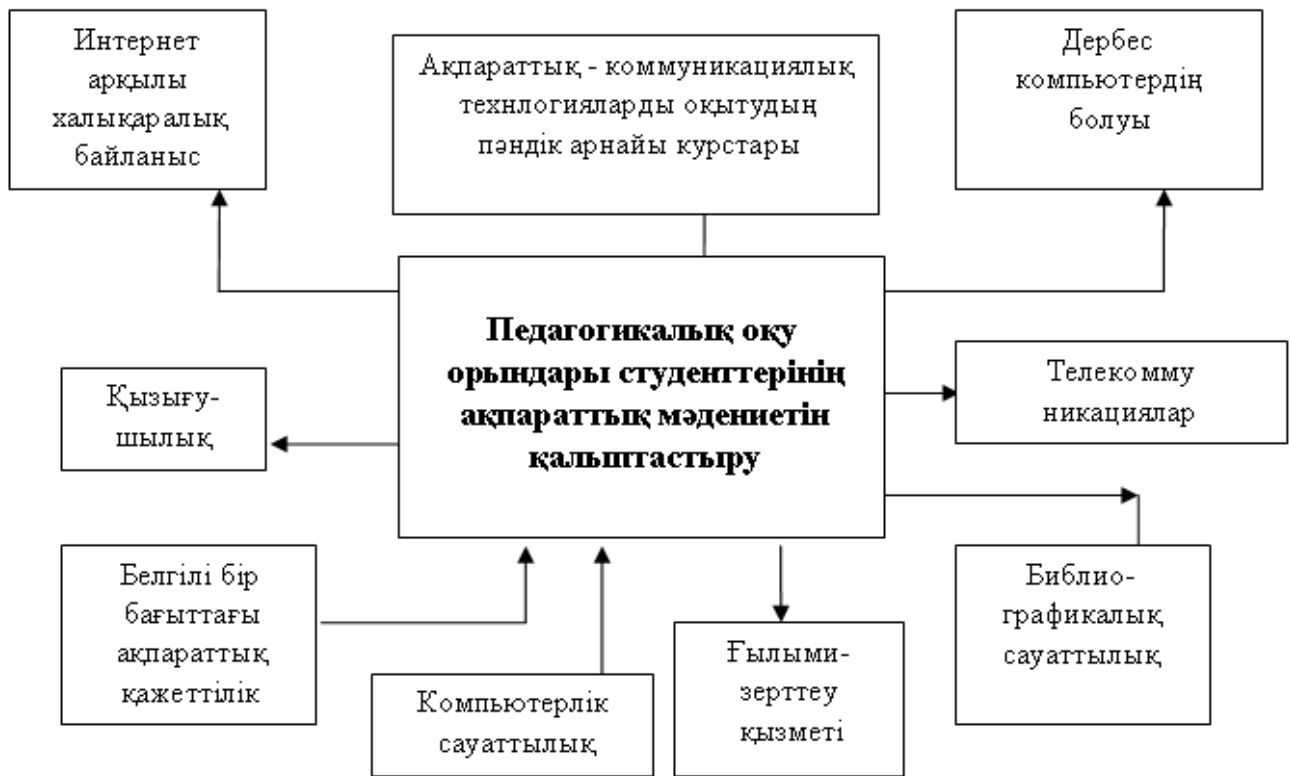 Интернет
арқылы
халықаралық
байланыс
Ақпараттық - коммуникациялық
технлогияларды оқытудың
пәндік арнайы курстары
Дербес
компьютердің
болуы
Педагогикалық оқу
орындары студенттерінің
ақпараттық мәдениетін
қалыптастыру
Қызығу-
шылық
Телекомму
никациялар
Белгілі бір
бағыттағы
ақпараттық
қажеттілік
Компьютерлік
сауаттылық
Ғылыми-
зерттеу
қызметі
Библио-
графикалық
сауаттылық